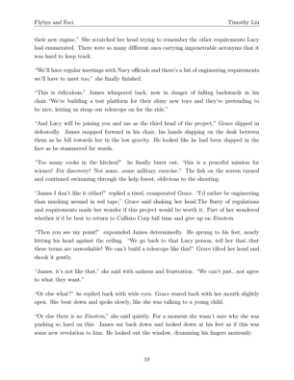 Flybys and Foci Timothy Liu
their new engine." She scratched her head trying to remember the other requirements Lucy
had enumerated. There were so many different ones carrying impenetrable acronyms that it
was hard to keep track.
"We'll have regular meetings with Navy officials and there's a list of engineering requirements
we'll have to meet too," she finally finished.
"This is ridiculous," James whispered back, now in danger of falling backwards in his
chair "We're building a test platform for their shiny new toys and they're pretending to
be nice, letting us strap our telescope on for the ride."
"And Lucy will be joining you and me as the third head of the project," Grace slipped in
defeatedly. James snapped forward in his chair, his hands slapping on the desk between
them as he fell towards her in the low gravity. He looked like he had been slapped in the
face as he stammered for words.
"Too many cooks in the kitchen!" he finally burst out, "this is a peaceful mission for
science! For discovery! Not some...some military exercise." The fish on the screen turned
and continued swimming through the kelp forest, oblivious to the shouting.
"James I don't like it either!" replied a tired, exasperated Grace. "I'd rather be engineering
than mucking around in red tape," Grace said shaking her head.The flurry of regulations
and requirements made her wonder if this project would be worth it. Part of her wondered
whether it'd be best to return to Callisto Corp full time and give up on Einstein.
"Then you see my point!" expounded James determinedly. He sprung to his feet, nearly
hitting his head against the ceiling. "We go back to that Lucy person, tell her that..that
these terms are unworkable! We can't build a telescope like this!" Grace tilted her head and
shook it gently.
"James, it's not like that," she said with sadness and frustration. "We can't just...not agree
to what they want."
"Or else what?" he replied back with wide eyes. Grace stared back with her mouth slightly
open. She bent down and spoke slowly, like she was talking to a young child.
"Or else there is no Einstein," she said quietly. For a moment she wasn't sure why she was
pushing so hard on this. James sat back down and looked down at his feet as if this was
some new revelation to him. He looked out the window, drumming his fingers anxiously.
19